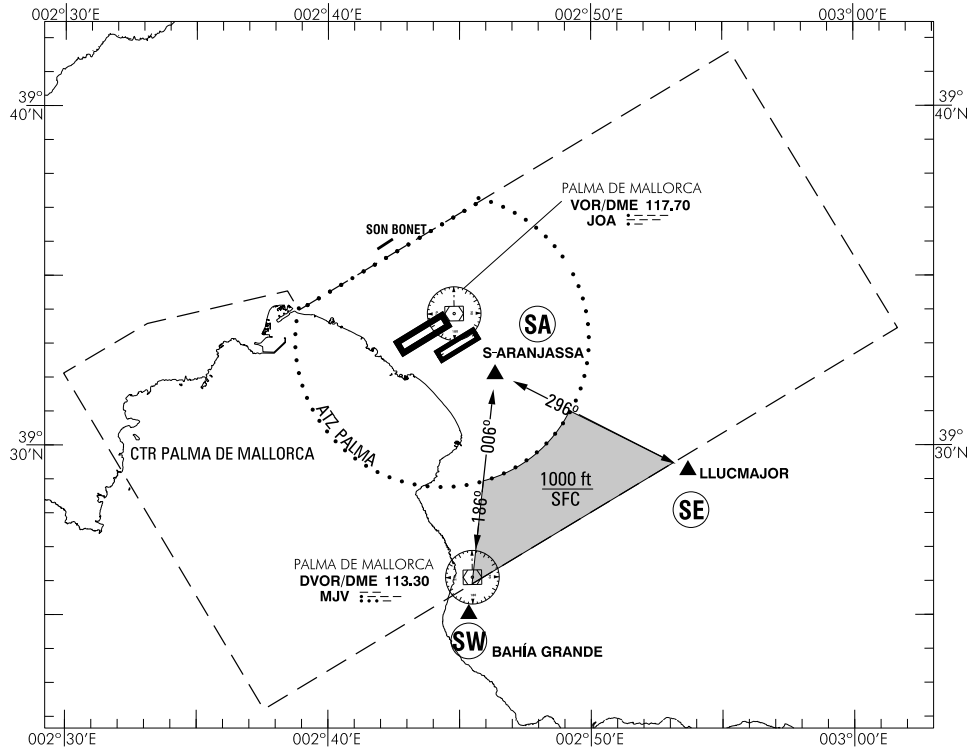 002°30'E 002°40'E 002°50'E 003°00'E
39° 40'N
39° 40'N
PALMA DE MALLORCA
VOR/DME 117.70
JOA
SON BONET
SA
S-ARANJASSA
296°
006°
186°
ATZ PALMA
CTR PALMA DE MALLORCA
39° 30'N
39° 30'N
1000 ft
SFC
LLUCMAJOR
SE
PALMA DE MALLORCA
DVOR/DME 113.30
MJV
SW
BAHÍA GRANDE
002°30'E 002°40'E 002°50'E 003°00'E